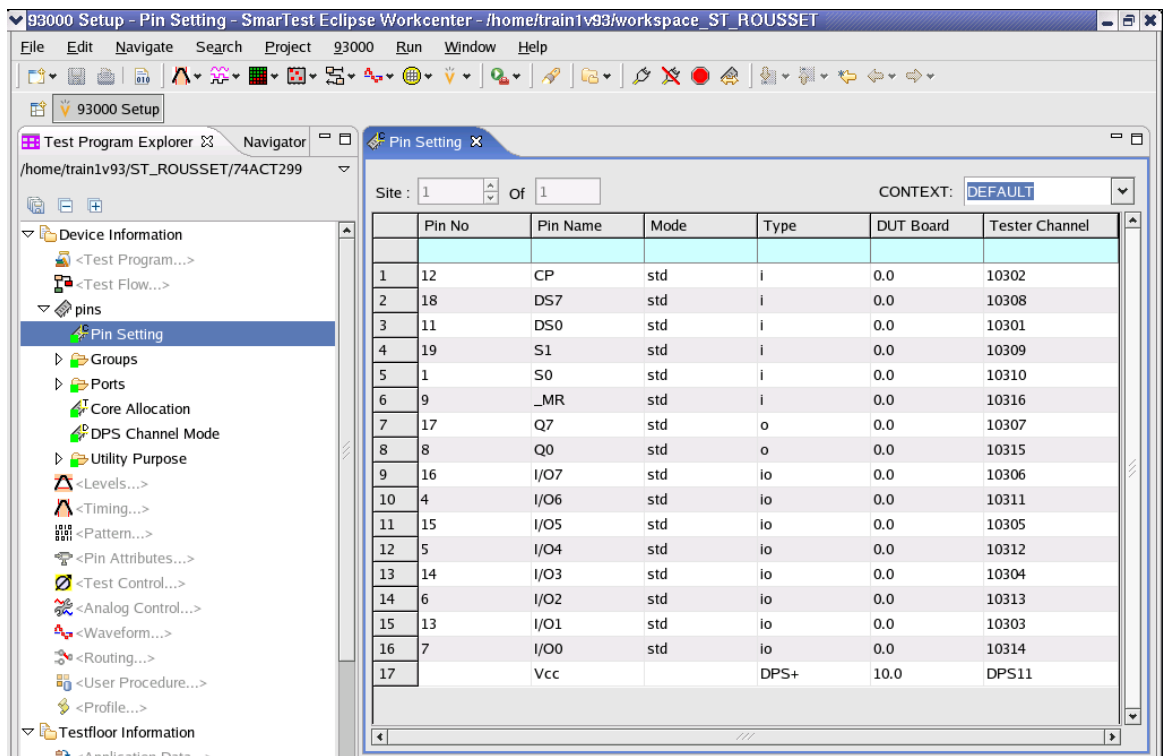 93000 Setup - Pin Setting - SmarTest Eclipse Workcenter - /home/train1v93/workspace_ST_ROUSSET
File Edit Navigate Search Project 93000 Run Window Help
93000 Setup
Test Program Explorer Navigator
/home/train1v93/ST_ROUSSET/74ACT299
Device Information
<Test Program...>
<Test Flow...>
pins
Pin Setting
Groups
Ports
Core Allocation
DPS Channel Mode
Utility Purpose
<Levels...>
<Timing...>
<Pattern...>
<Pin Attributes...>
<Test Control...>
<Analog Control...>
<Waveform...>
<Routing...>
<User Procedure...>
<Profile...>
Testfloor Information
Pin Setting
Site : 1 Of 1 CONTEXT: DEFAULT
Pin No Pin Name Mode Type DUT Board Tester Channel
1 12 CP std i 0.0 10302
2 18 DS7 std i 0.0 10308
3 11 DS0 std i 0.0 10301
4 19 S1 std i 0.0 10309
5 1 S0 std i 0.0 10310
6 9 _MR std i 0.0 10316
7 17 Q7 std o 0.0 10307
8 8 Q0 std o 0.0 10315
9 16 I/O7 std io 0.0 10306
10 4 I/O6 std io 0.0 10311
11 15 I/O5 std io 0.0 10305
12 5 I/O4 std io 0.0 10312
13 14 I/O3 std io 0.0 10304
14 6 I/O2 std io 0.0 10313
15 13 I/O1 std io 0.0 10303
16 7 I/O0 std io 0.0 10314
17 Vcc DPS+ 10.0 DPS11